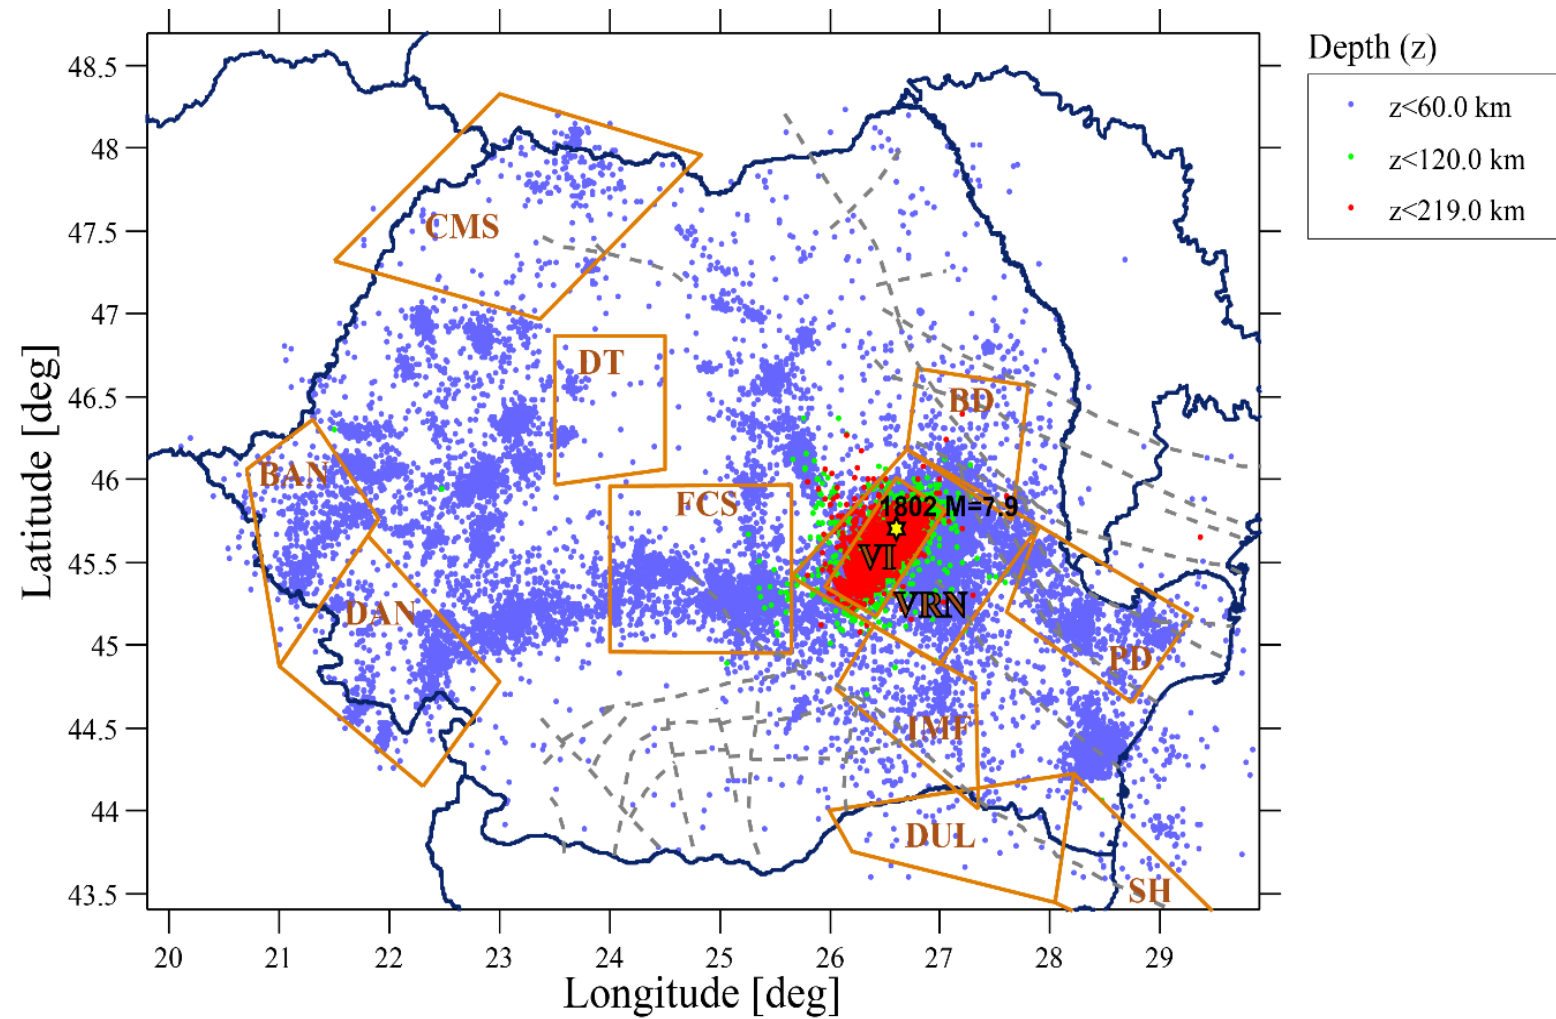 Depth (z)
z<60.0 km
z<120.0 km
z<219.0 km
Latitude [deg]
48.5
48
47.5
47
46.5
46
45.5
45
44.5
44
43.5
CMS
DT
BD
BAN
FCS
1802 M=7.9
VI
VRN
DAN
PD
IMF
DUL
SH
20 21 22 23 24 25 26 27 28 29
Longitude [deg]